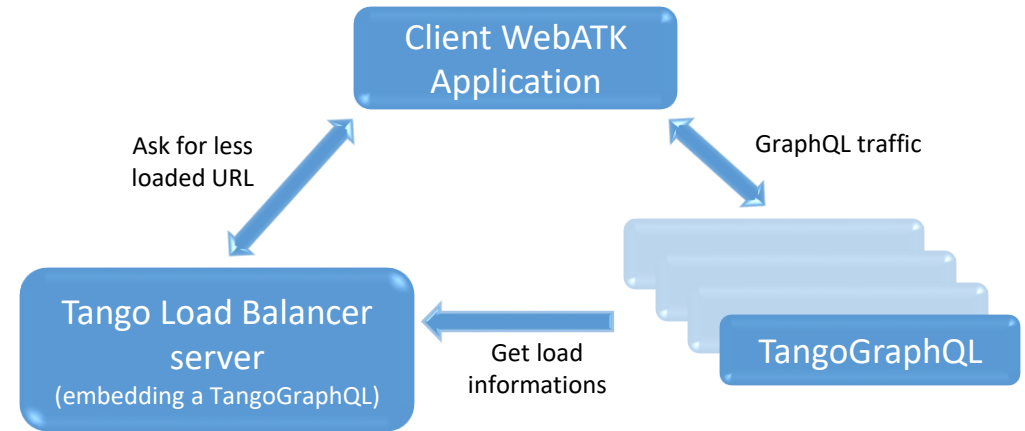 Client WebATK
Application
Ask for less
loaded URL
GraphQL traffic
Tango Load Balancer
server
(embedding a TangoGraphQL)
Get load
informations
TangoGraphQL